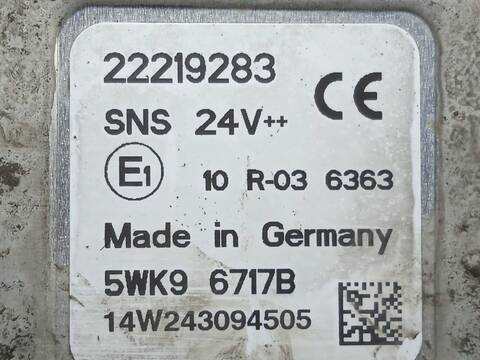 22219283
CE
SNS 24V++
E1
10 R-03 6363
Made in Germany
5WK9 6717B
14W243094505